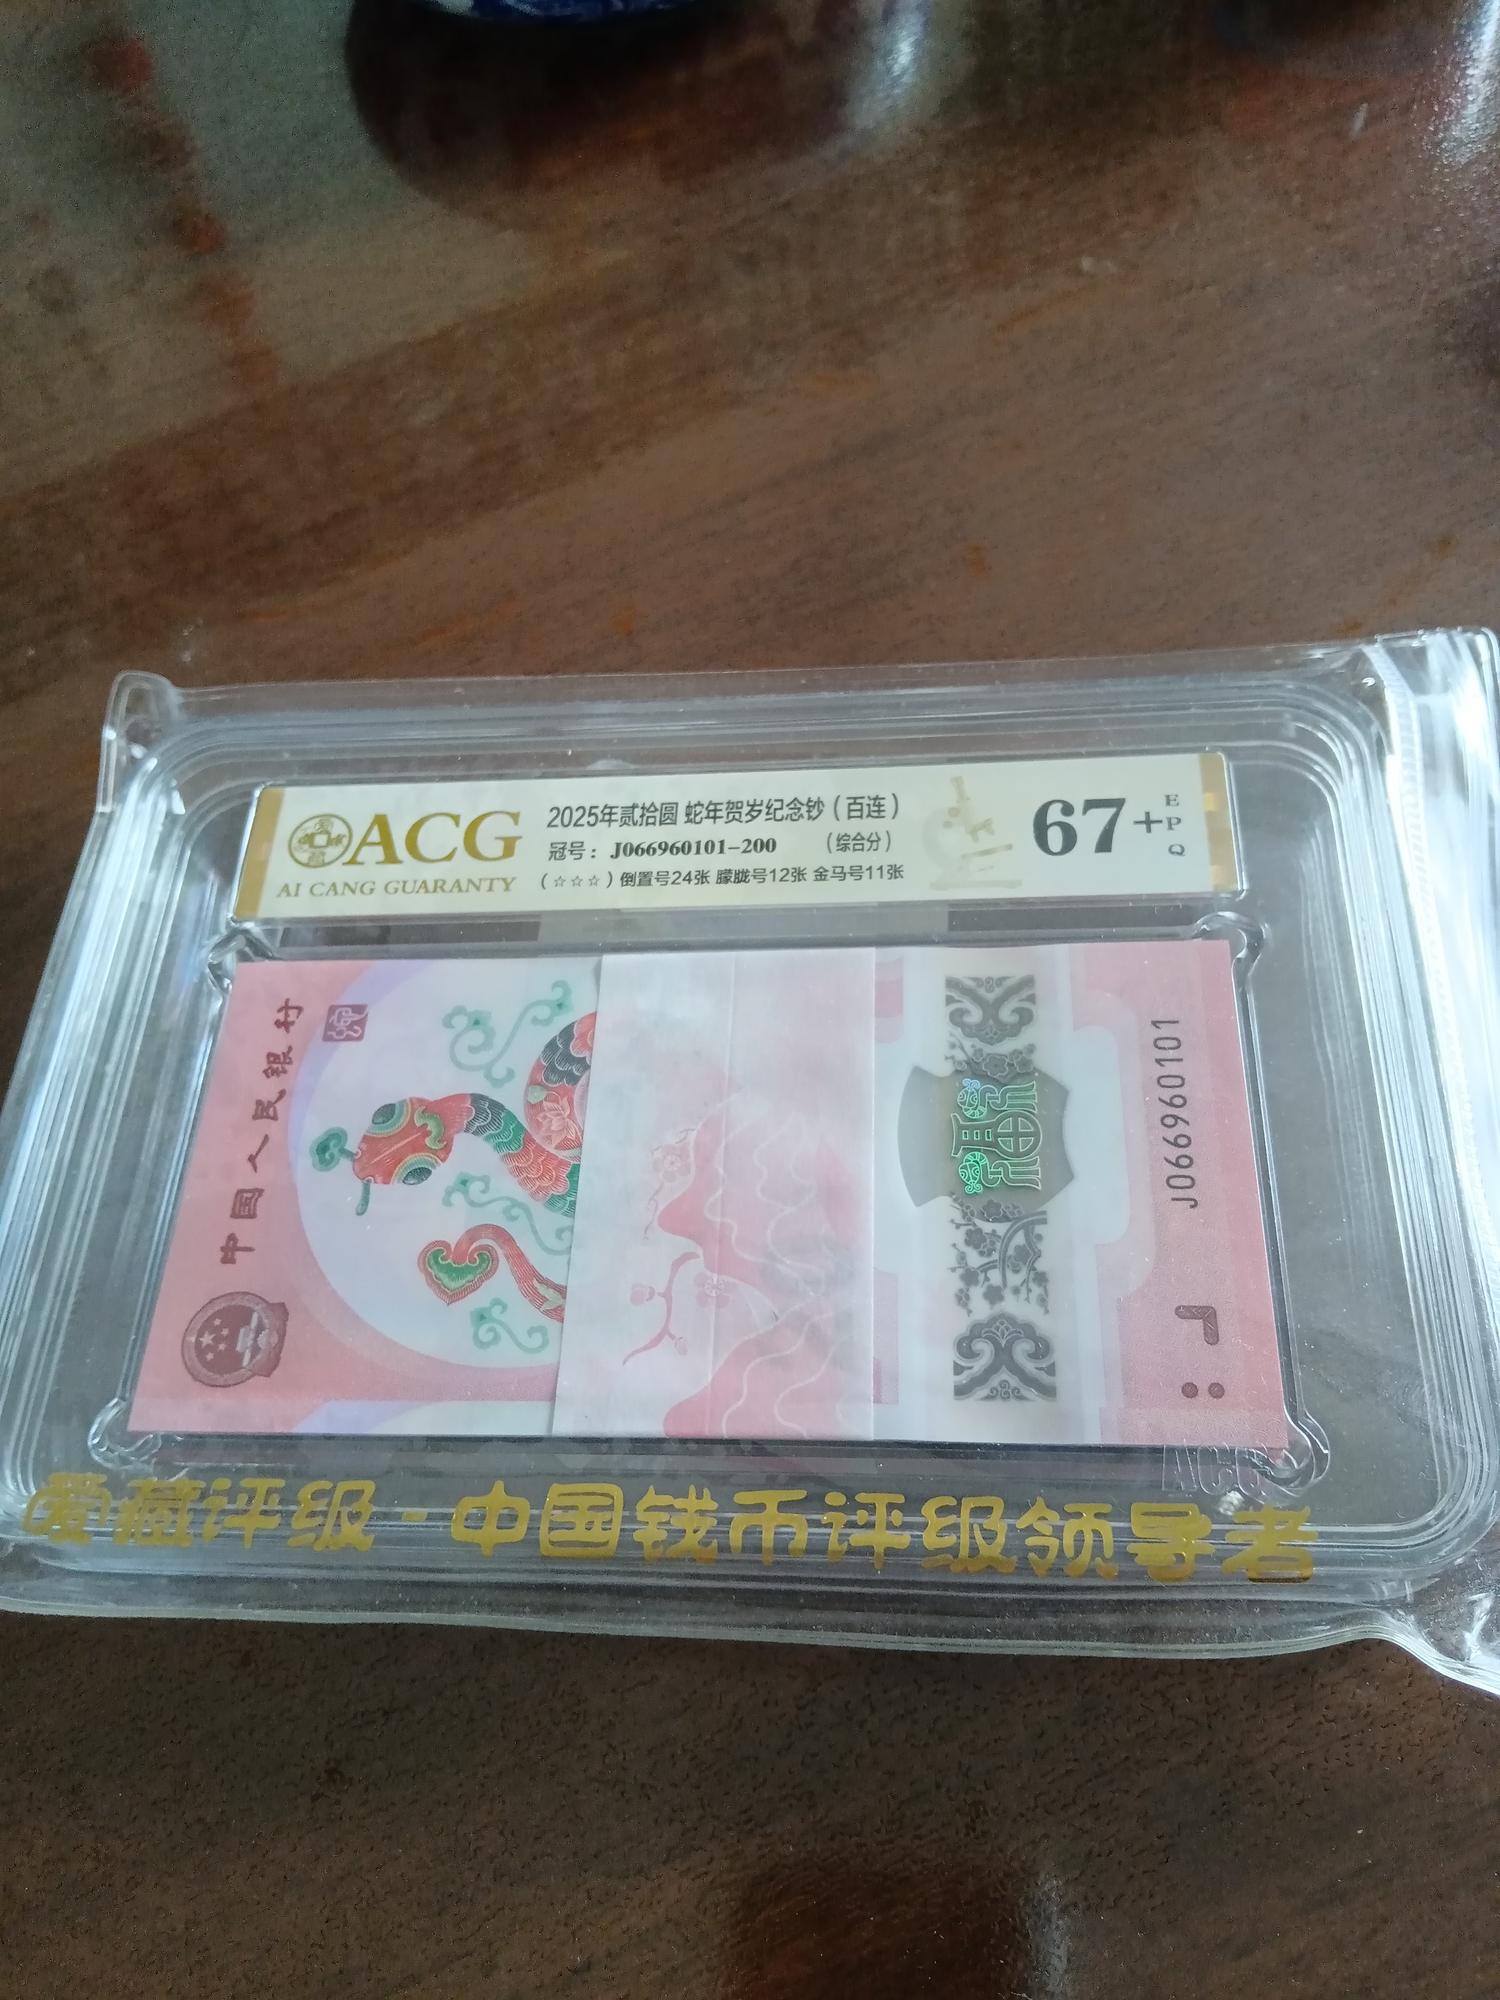 ACG
AI CANG GUARANTY
2025年贰拾圆 蛇年贺岁纪念钞（百连）
冠号：J066960101-200 （综合分）
（☆☆☆）倒置号24张 朦胧号12张 金马号11张
67+
EPQ
中国人民银行
福
J066960101
ACG
爱藏评级-中国钱币评级领导者